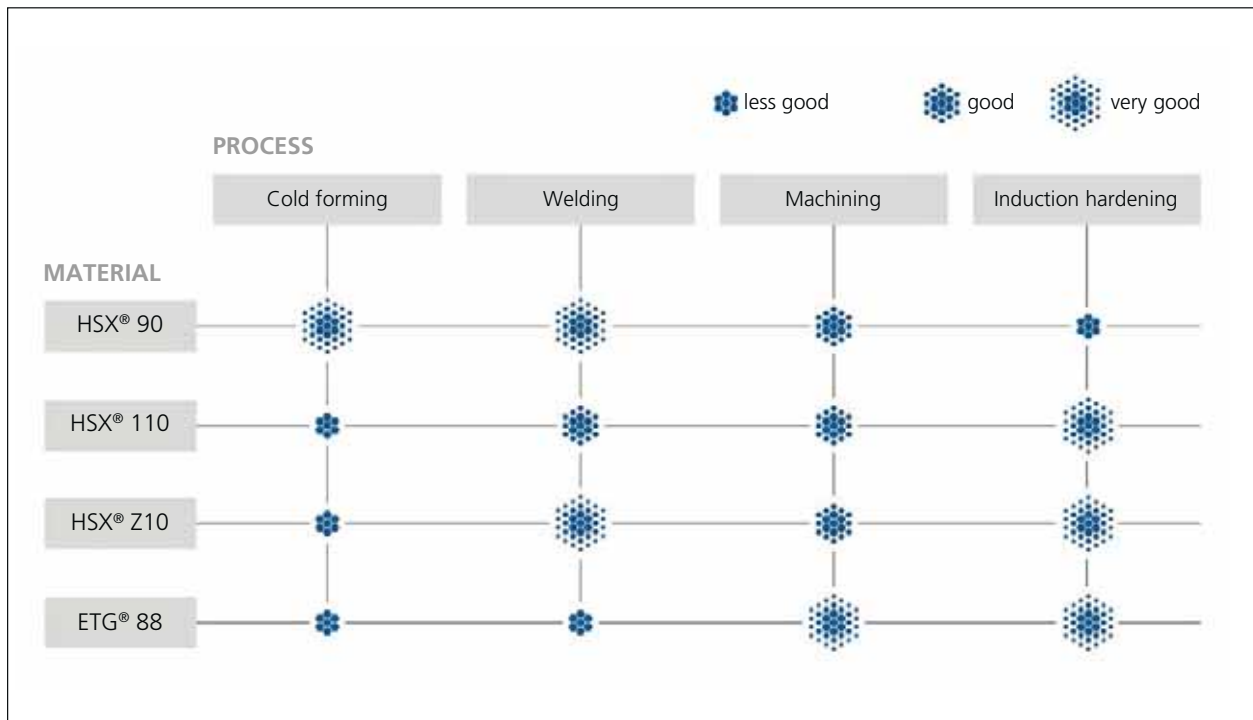 less good good very good
PROCESS
Cold forming Welding Machining Induction hardening
MATERIAL
HSX® 90
HSX® 110
HSX® Z10
ETG® 88